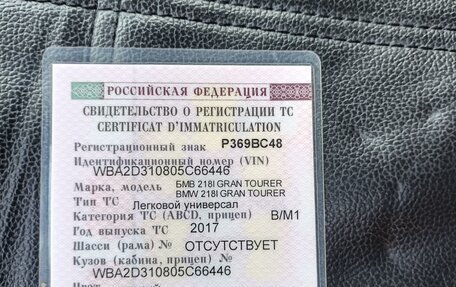 РОССИЙСКАЯ ФЕДЕРАЦИЯ
СВИДЕТЕЛЬСТВО О РЕГИСТРАЦИИ ТС
CERTIFICAT D'IMMATRICULATION
Регистрационный знак Р369ВС48
Идентификационный номер (VIN)
WBA2D310805C66446
Марка, модель БМВ 218I GRAN TOURER
BMW 218I GRAN TOURER
Тип ТС Легковой универсал
Категория ТС (ABCD, прицеп) B/M1
Год выпуска ТС 2017
Шасси (рама) № ОТСУТСТВУЕТ
Кузов (кабина, прицеп) №
WBA2D310805C66446